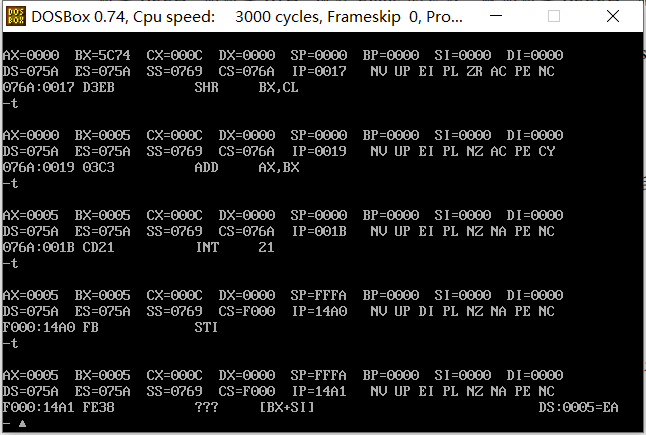 DOS
BOX
DOSBox 0.74, Cpu speed:    3000 cycles, Frameskip  0, Pro...
AX=0000  BX=5C74  CX=000C  DX=0000  SP=0000  BP=0000  SI=0000  DI=0000
DS=075A  ES=075A  SS=0769  CS=076A  IP=0017   NV UP EI PL ZR AC PE NC
076A:0017 D3EB          SHR     BX,CL
-t
AX=0000  BX=0005  CX=000C  DX=0000  SP=0000  BP=0000  SI=0000  DI=0000
DS=075A  ES=075A  SS=0769  CS=076A  IP=0019   NV UP EI PL NZ AC PE CY
076A:0019 03C3          ADD     AX,BX
-t
AX=0005  BX=0005  CX=000C  DX=0000  SP=0000  BP=0000  SI=0000  DI=0000
DS=075A  ES=075A  SS=0769  CS=076A  IP=001B   NV UP EI PL NZ NA PE NC
076A:001B CD21          INT     21
-t
AX=0005  BX=0005  CX=000C  DX=0000  SP=FFFA  BP=0000  SI=0000  DI=0000
DS=075A  ES=075A  SS=0769  CS=F000  IP=14A0   NV UP DI PL NZ NA PE NC
F000:14A0 FB            STI
-t
AX=0005  BX=0005  CX=000C  DX=0000  SP=FFFA  BP=0000  SI=0000  DI=0000
DS=075A  ES=075A  SS=0769  CS=F000  IP=14A1   NV UP EI PL NZ NA PE NC
F000:14A1 FE38          ???     [BX+SI]                            DS:0005=EA
-